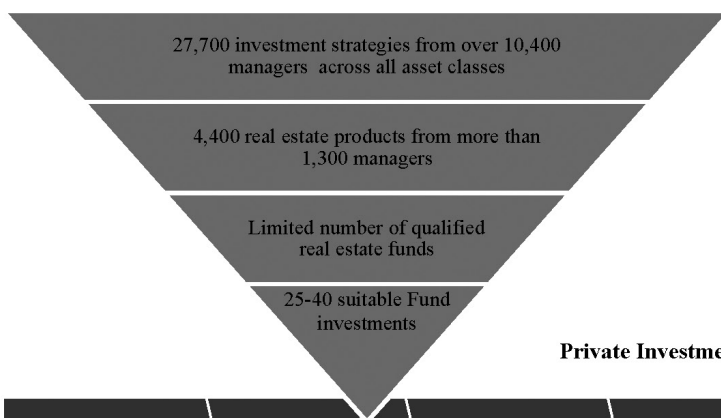 27,700 investment strategies from over 10,400
managers across all asset classes
4,400 real estate products from more than
1,300 managers
Limited number of qualified
real estate funds
25-40 suitable Fund
investments
Private